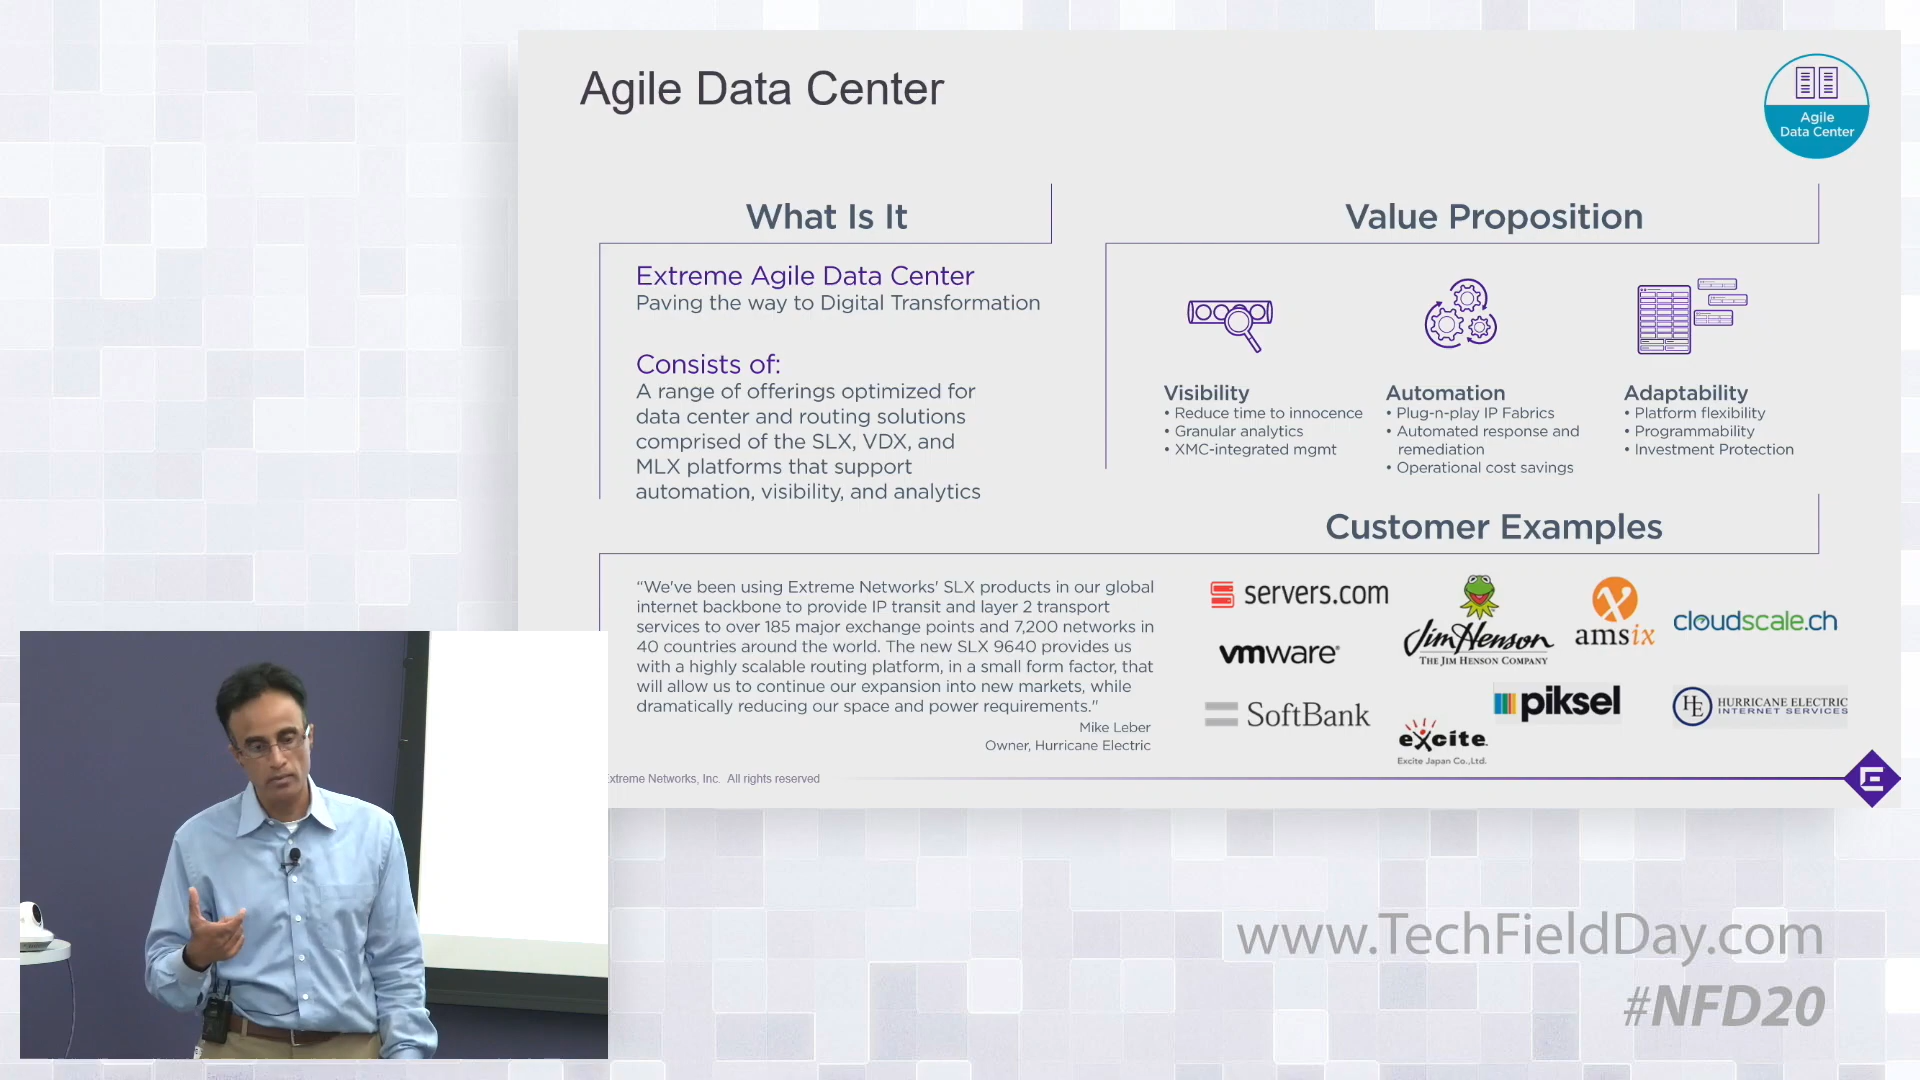 Agile Data Center
Agile
Data Center
What Is It
Extreme Agile Data Center
Paving the way to Digital Transformation
Consists of:
A range of offerings optimized for
data center and routing solutions
comprised of the SLX, VDX, and
MLX platforms that support
automation, visibility, and analytics
Value Proposition
Visibility
• Reduce time to innocence
• Granular analytics
• XMC-integrated mgmt
Automation
• Plug-n-play IP Fabrics
• Automated response and
remediation
• Operational cost savings
Adaptability
• Platform flexibility
• Programmability
• Investment Protection
Customer Examples
“We've been using Extreme Networks' SLX products in our global
internet backbone to provide IP transit and layer 2 transport
services to over 185 major exchange points and 7,200 networks in
40 countries around the world. The new SLX 9640 provides us
with a highly scalable routing platform, in a small form factor, that
will allow us to continue our expansion into new markets, while
dramatically reducing our space and power requirements."
Mike Leber
Owner, Hurricane Electric
servers.com
vmware®
SoftBank
Jim Henson
THE JIM HENSON COMPANY
excite.
Excite Japan Co.,Ltd.
amsix
piksel
cloudscale.ch
HE
HURRICANE ELECTRIC
INTERNET SERVICES
xtreme Networks, Inc. All rights reserved
E
www.TechFieldDay.com
#NFD20